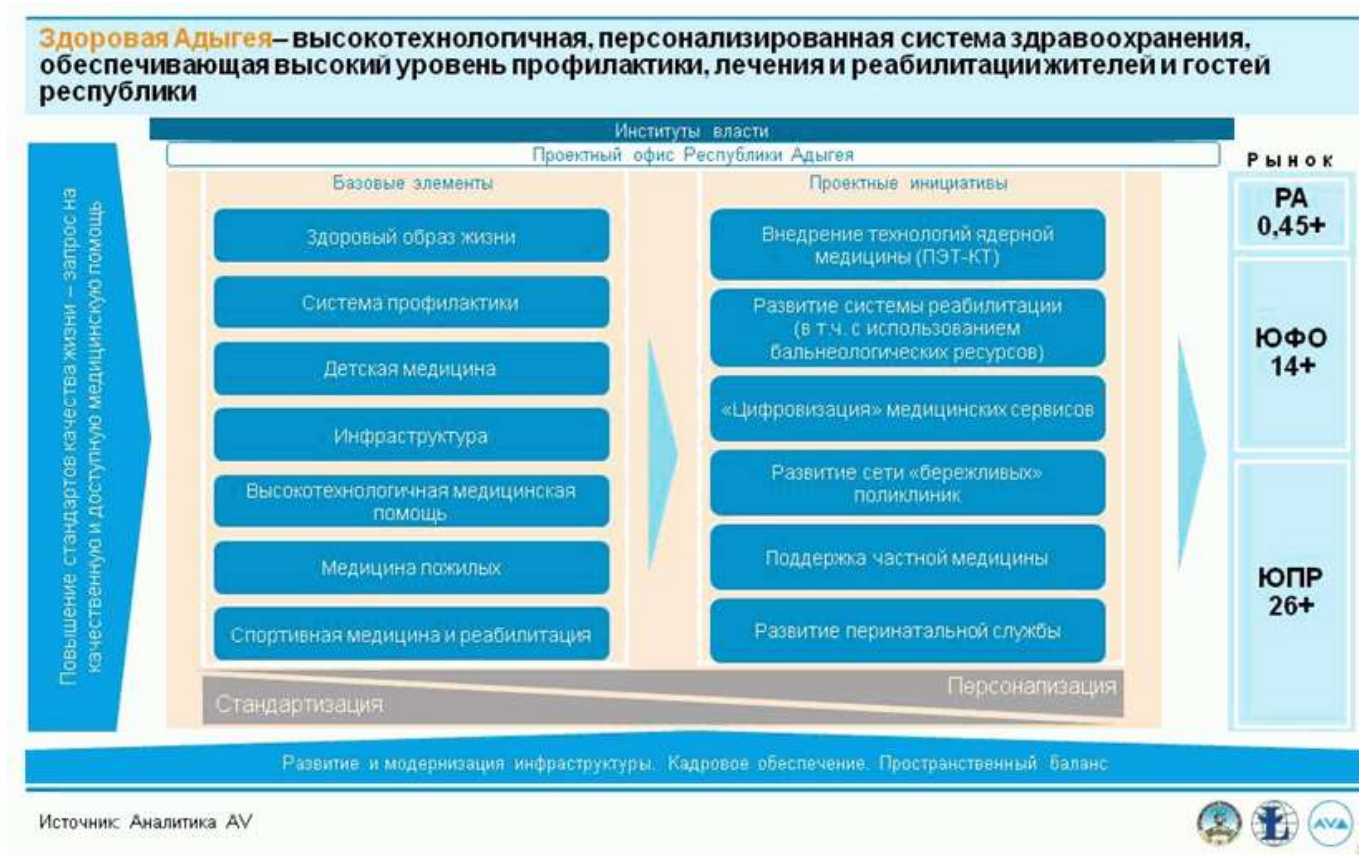 Здоровая Адыгея– высокотехнологичная, персонализированная система здравоохранения,
обеспечивающая высокий уровень профилактики, лечения и реабилитации жителей и гостей
республики
Институты власти
Проектный офис Республики Адыгея
Повышение стандартов качества жизни – запрос на
качественную и доступную медицинскую помощь
Базовые элементы
Здоровый образ жизни
Система профилактики
Детская медицина
Инфраструктура
Высокотехнологичная медицинская
помощь
Медицина пожилых
Спортивная медицина и реабилитация
Проектные инициативы
Внедрение технологий ядерной
медицины (ПЭТ-КТ)
Развитие системы реабилитации
(в т.ч. с использованием
бальнеологических ресурсов)
«Цифровизация» медицинских сервисов
Развитие сети «бережливых»
поликлиник
Поддержка частной медицины
Развитие перинатальной службы
Стандартизация
Персонализация
Рынок
РА
0,45+
ЮФО
14+
ЮПР
26+
Развитие и модернизация инфраструктуры. Кадровое обеспечение. Пространственный баланс
Источник: Аналитика AV